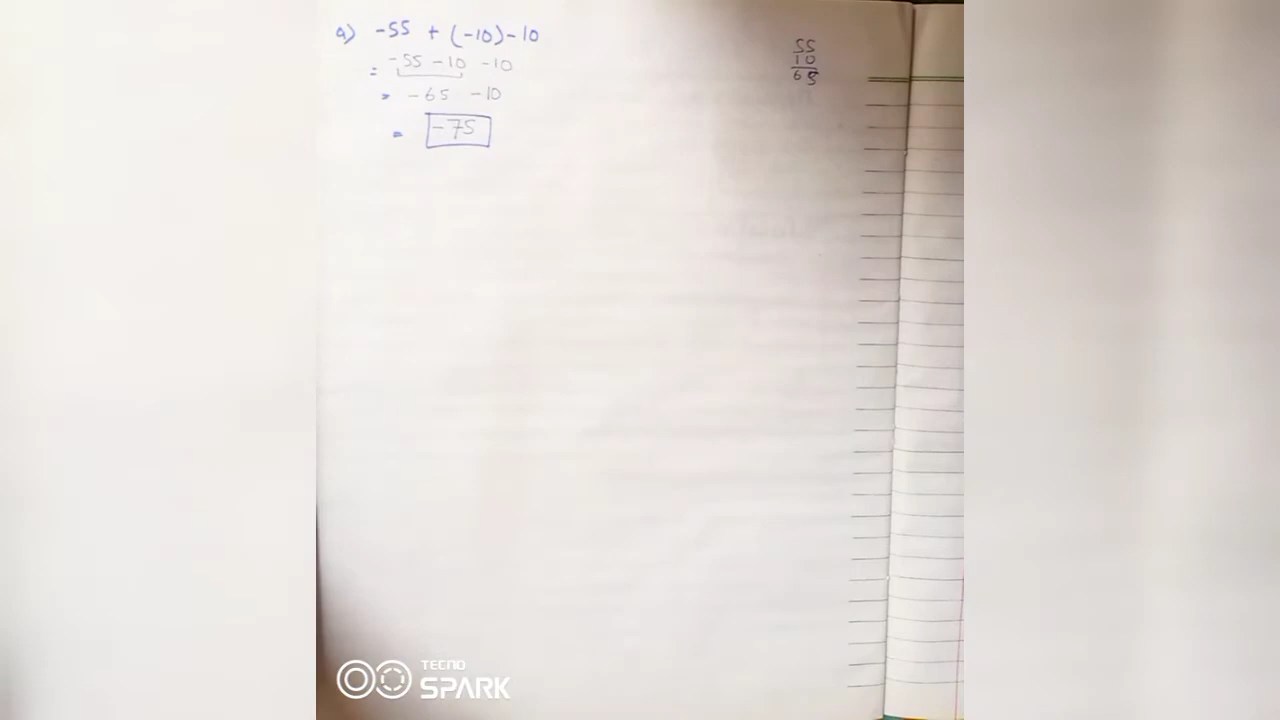 a) -55 + (-10) - 10
= -55 - 10 - 10
= -65 - 10
= -75
55
10
65
TECNO
SPARK